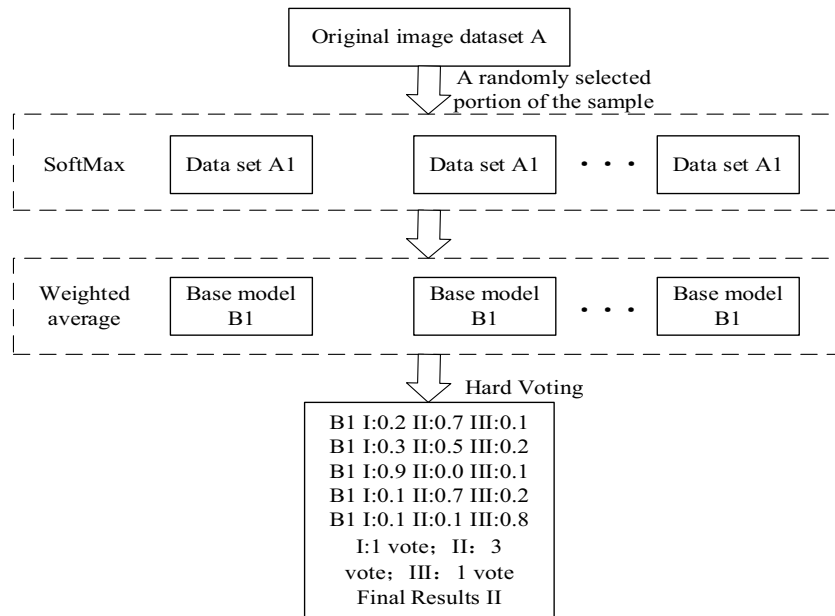 Original image dataset A
A randomly selected
portion of the sample
SoftMax
Data set A1
Data set A1
· · ·
Data set A1
Weighted
average
Base model
B1
Base model
B1
· · ·
Base model
B1
Hard Voting
B1 I:0.2 II:0.7 III:0.1
B1 I:0.3 II:0.5 III:0.2
B1 I:0.9 II:0.0 III:0.1
B1 I:0.1 II:0.7 III:0.2
B1 I:0.1 II:0.1 III:0.8
I:1 vote；II：3
vote；III：1 vote
Final Results II